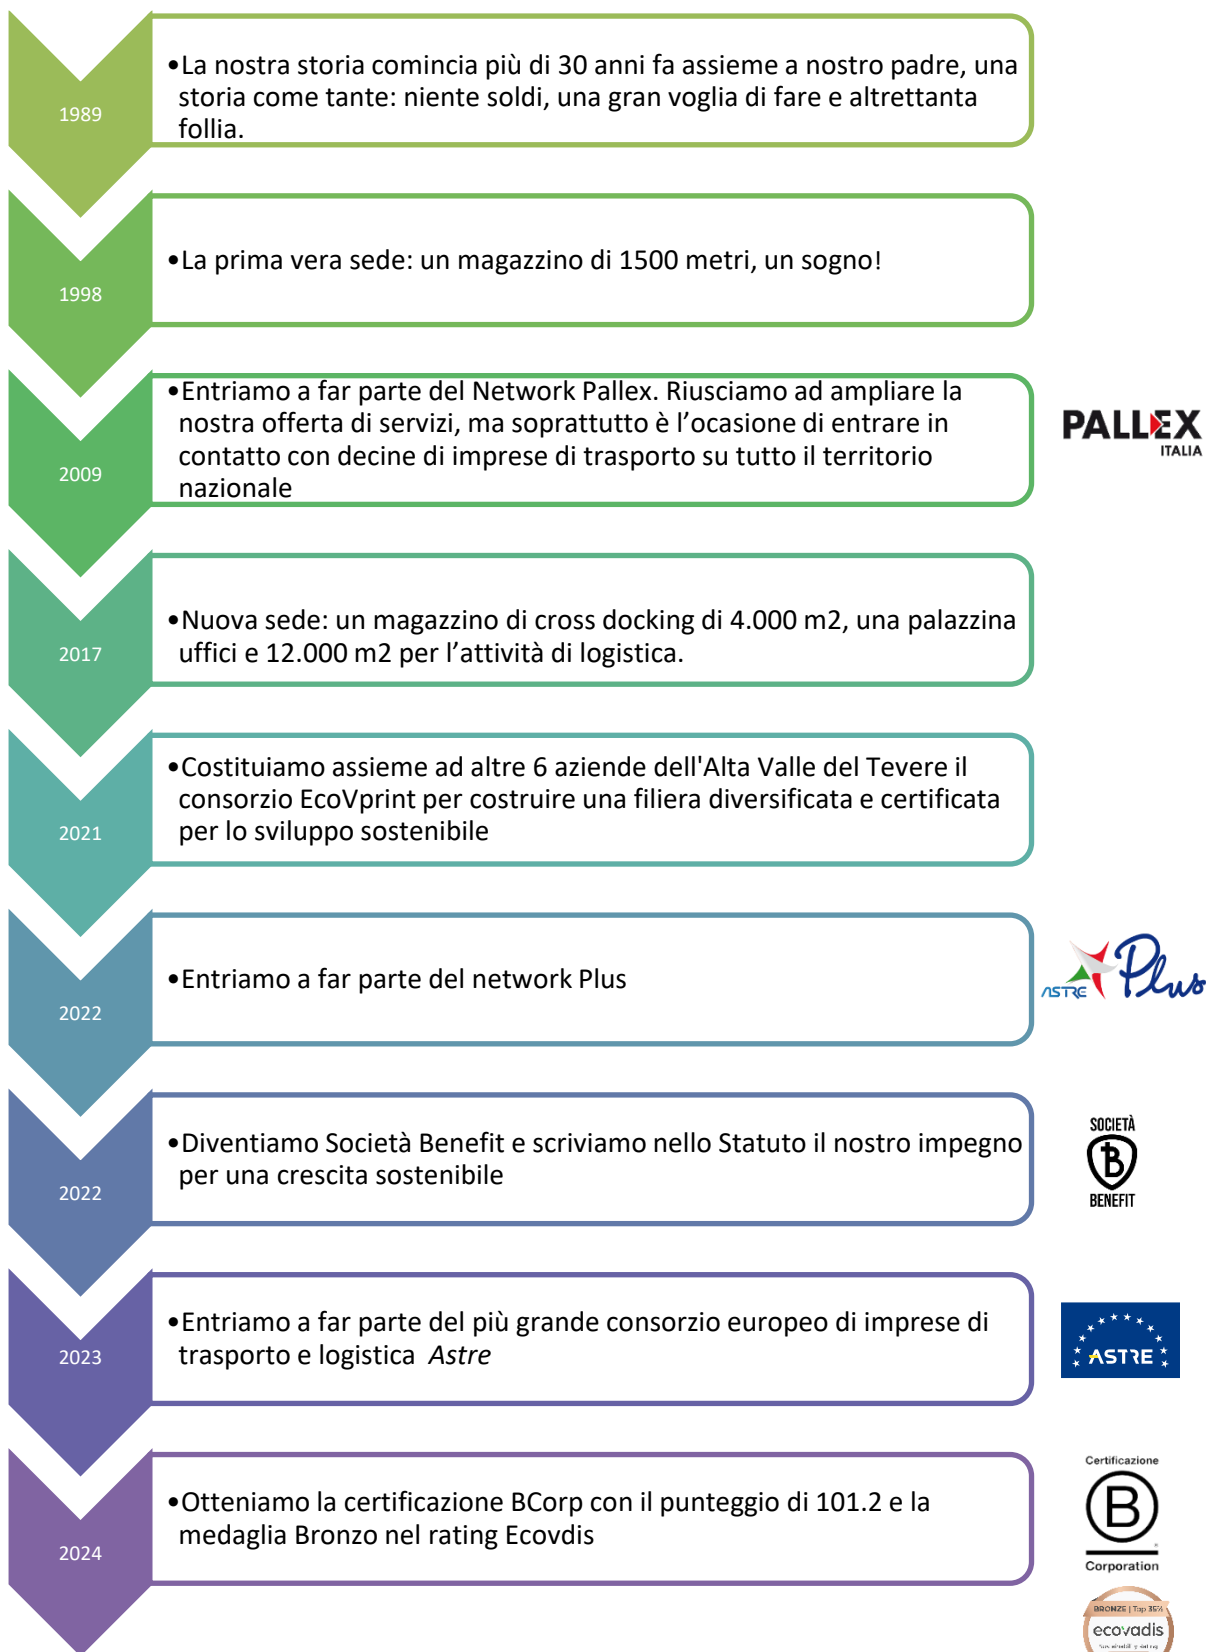 1989
•La nostra storia comincia più di 30 anni fa assieme a nostro padre, una
storia come tante: niente soldi, una gran voglia di fare e altrettanta
follia.
1998
•La prima vera sede: un magazzino di 1500 metri, un sogno!
2009
•Entriamo a far parte del Network Pallex. Riusciamo ad ampliare la
nostra offerta di servizi, ma soprattutto è l’ocasione di entrare in
contatto con decine di imprese di trasporto su tutto il territorio
nazionale
PALLEX
ITALIA
2017
•Nuova sede: un magazzino di cross docking di 4.000 m2, una palazzina
uffici e 12.000 m2 per l’attività di logistica.
2021
•Costituiamo assieme ad altre 6 aziende dell'Alta Valle del Tevere il
consorzio EcoVprint per costruire una filiera diversificata e certificata
per lo sviluppo sostenibile
2022
•Entriamo a far parte del network Plus
ASTRE Plus
2022
•Diventiamo Società Benefit e scriviamo nello Statuto il nostro impegno
per una crescita sostenibile
SOCIETÀ
B
BENEFIT
2023
•Entriamo a far parte del più grande consorzio europeo di imprese di
trasporto e logistica Astre
ASTRE
2024
•Otteniamo la certificazione BCorp con il punteggio di 101.2 e la
medaglia Bronzo nel rating Ecovdis
Certificazione
B
Corporation
BRONZE | Top 35%
ecovadis